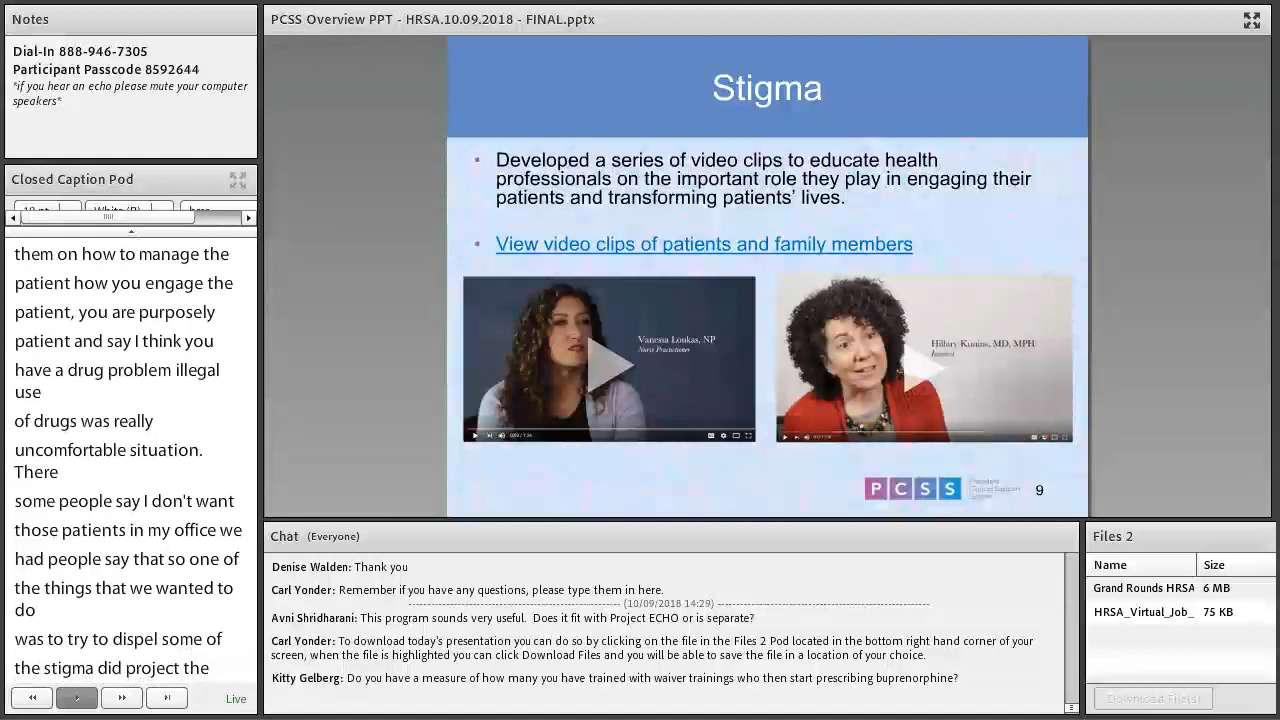 Notes
Dial-In 888-946-7305
Participant Passcode 8592644
*if you hear an echo please mute your computer
speakers*
Closed Caption Pod
them on how to manage the
patient how you engage the
patient, you are purposely
patient and say I think you
have a drug problem illegal
use
of drugs was really
uncomfortable situation.
There
some people say I don't want
those patients in my office we
had people say that so one of
the things that we wanted to
do
was to try to dispel some of
the stigma did project the
Live
PCSS Overview PPT - HRSA.10.09.2018 - FINAL.pptx
Stigma
• Developed a series of video clips to educate health
professionals on the important role they play in engaging their
patients and transforming patients' lives.
• View video clips of patients and family members
Vanessa Loukas, NP
Nurse Practitioner
Hillary Kunins, MD, MPH
Internist
PCSS
9
Chat (Everyone)
Denise Walden: Thank you
Carl Yonder: Remember if you have any questions, please type them in here.
(10/09/2018 14:29)
Avni Shridharani: This program sounds very useful. Does it fit with Project ECHO or is separate?
Carl Yonder: To download today's presentation you can do so by clicking on the file in the Files 2 Pod located in the bottom right hand corner of your
screen, when the file is highlighted you can click Download Files and you will be able to save the file in a location of your choice.
Kitty Gelberg: Do you have a measure of how many you have trained with waiver trainings who then start prescribing buprenorphine?
Files 2
Name Size
Grand Rounds HRSA 6 MB
HRSA_Virtual_Job_ 75 KB
Download File(s)